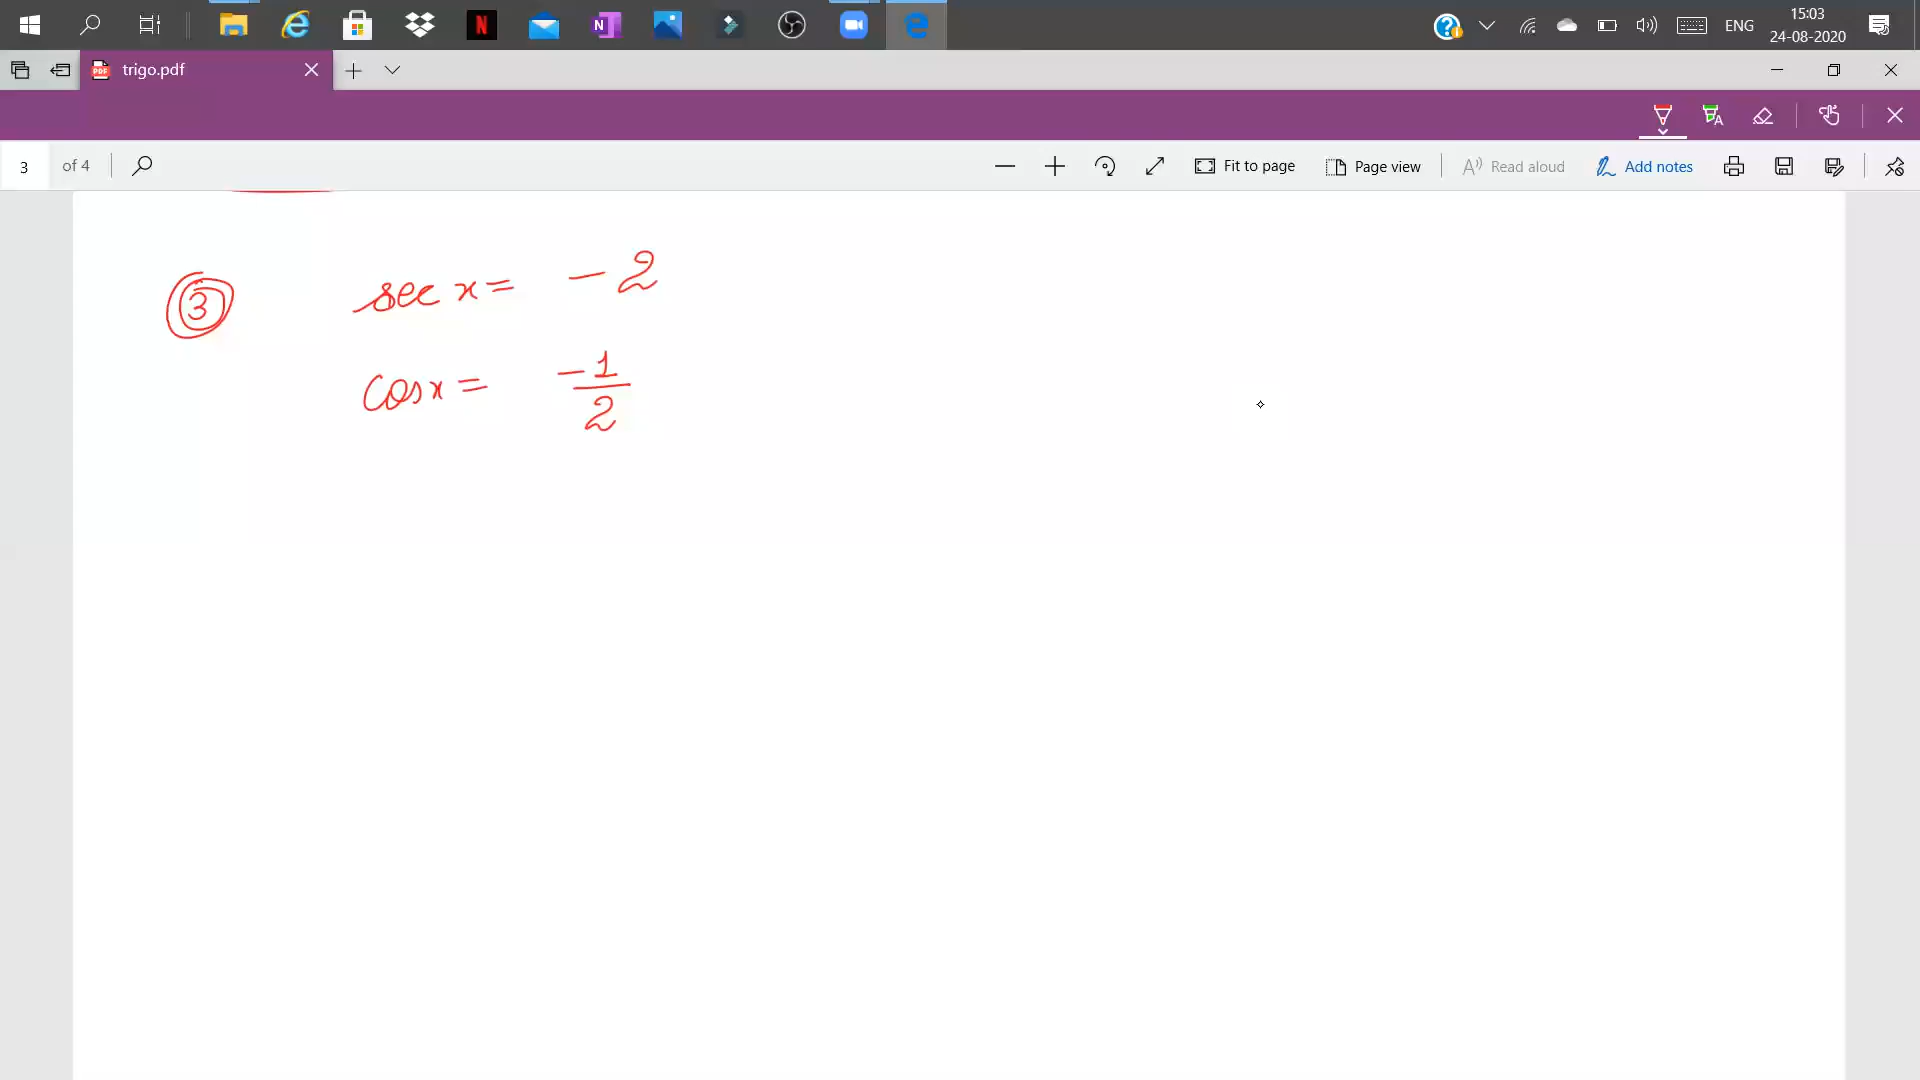 15:03
ENG
24-08-2020
trigo.pdf
3 of 4 Fit to page Page view Read aloud Add notes
3 sec x = -2
cos x = -1/2